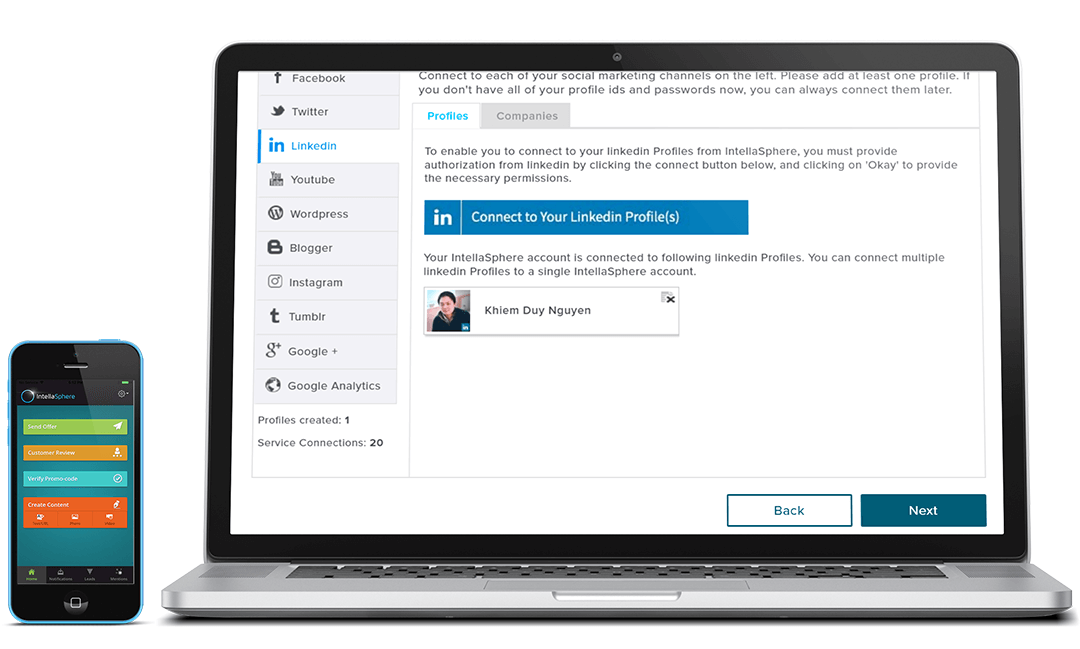 IntellaSphere
Send Offer
Customer Review
Verify Promo-code
Create Content
Photo
Video
Home
Notifications
Leads
Facebook
Twitter
Linkedin
Youtube
Wordpress
Blogger
Instagram
Tumblr
Google +
Google Analytics
Profiles created: 1
Service Connections: 20
Connect to each of your social marketing channels on the left. Please add at least one profile. If
you don't have all of your profile ids and passwords now, you can always connect them later.
Profiles
Companies
To enable you to connect to your linkedin Profiles from IntellaSphere, you must provide
authorization from linkedin by clicking the connect button below, and clicking on 'Okay' to provide
the necessary permissions.
in Connect to Your Linkedin Profile(s)
Your IntellaSphere account is connected to following linkedin Profiles. You can connect multiple
linkedin Profiles to a single IntellaSphere account.
Khiem Duy Nguyen
Back
Next